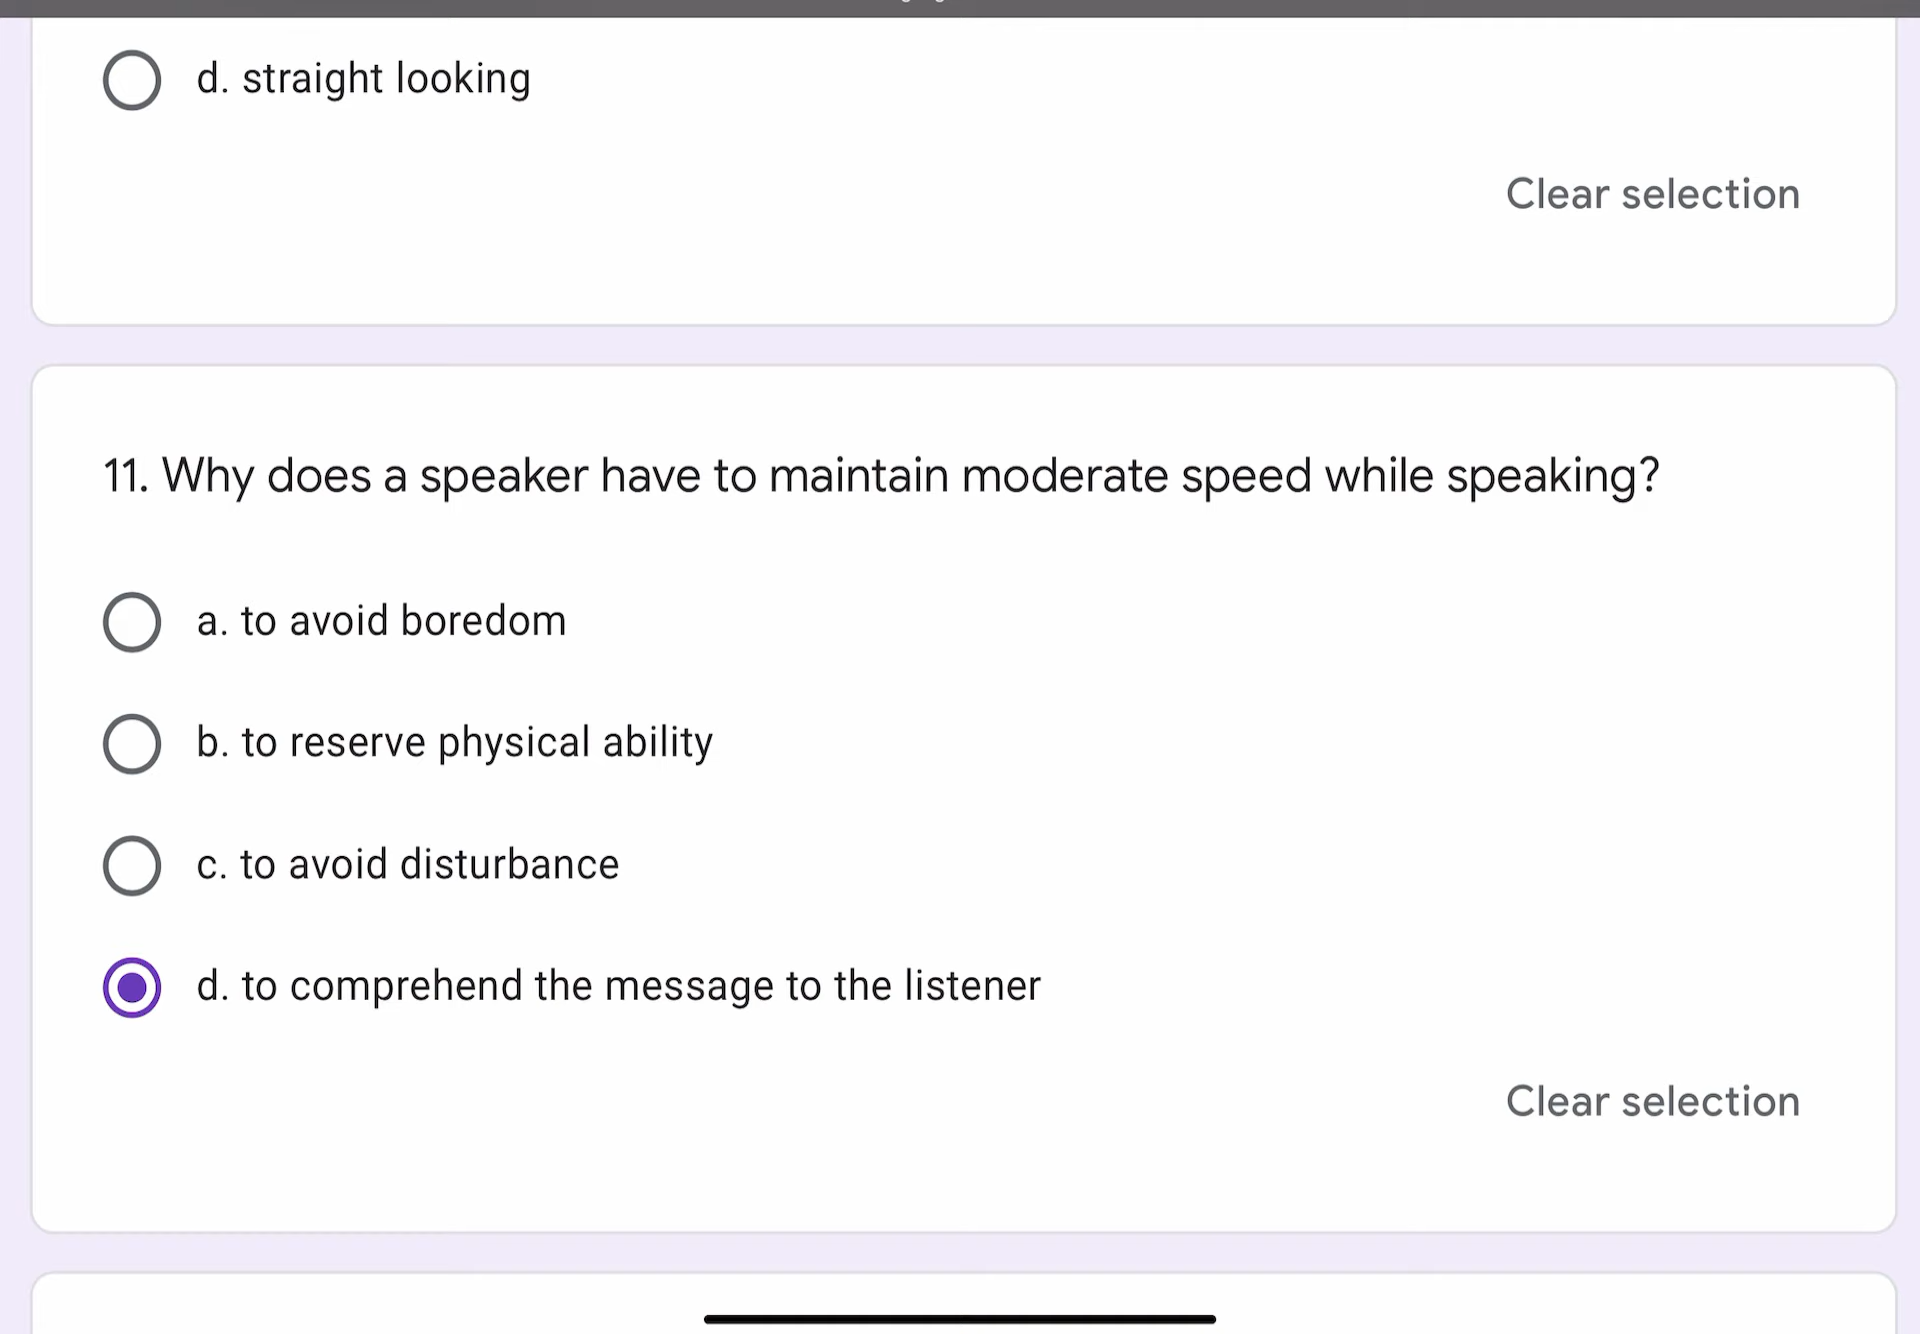 d. straight looking
Clear selection
11. Why does a speaker have to maintain moderate speed while speaking?
a. to avoid boredom
b. to reserve physical ability
c. to avoid disturbance
d. to comprehend the message to the listener
Clear selection